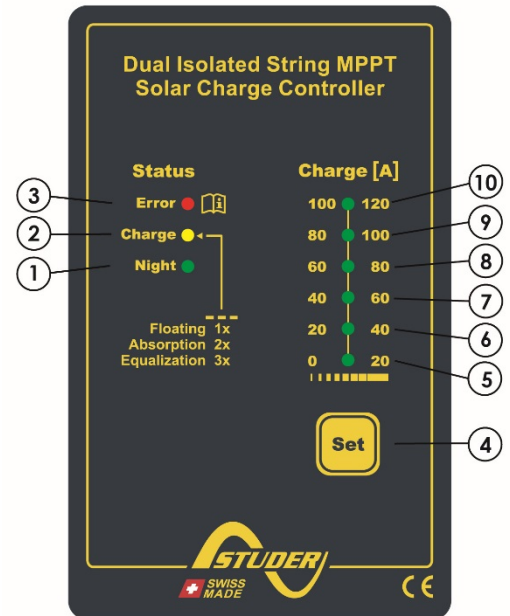 Dual Isolated String MPPT
Solar Charge Controller
Status
3 Error
2 Charge
1 Night
Floating 1x
Absorption 2x
Equalization 3x
Charge [A]
100 120 10
80 100 9
60 80 8
40 60 7
20 40 6
0 20 5
Set 4
STUDER
SWISS
MADE
CE